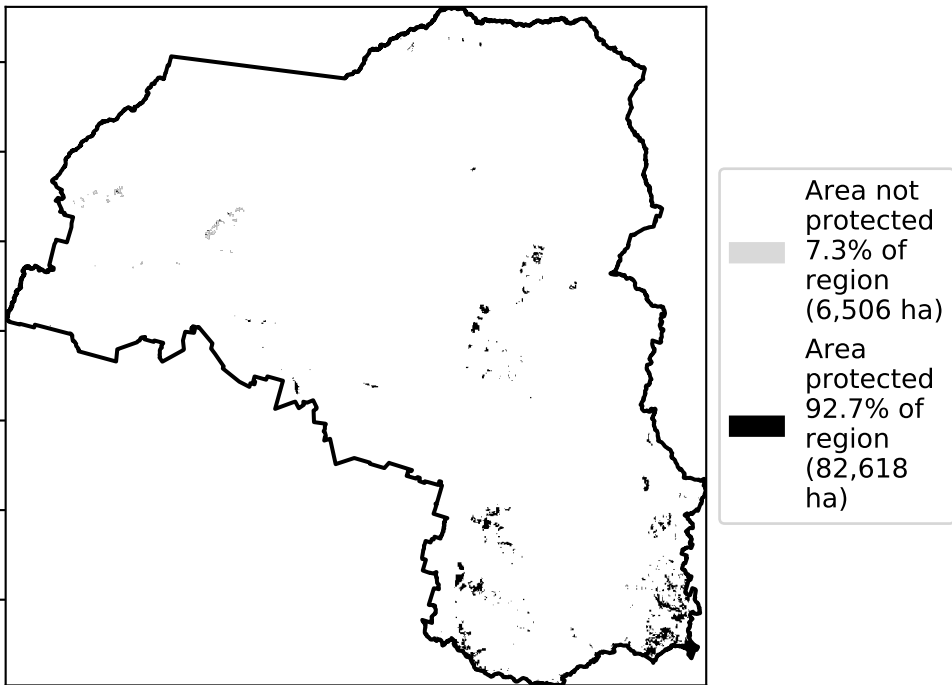 Area not
protected
7.3% of
region
(6,506 ha)
Area
protected
92.7% of
region
(82,618
ha)